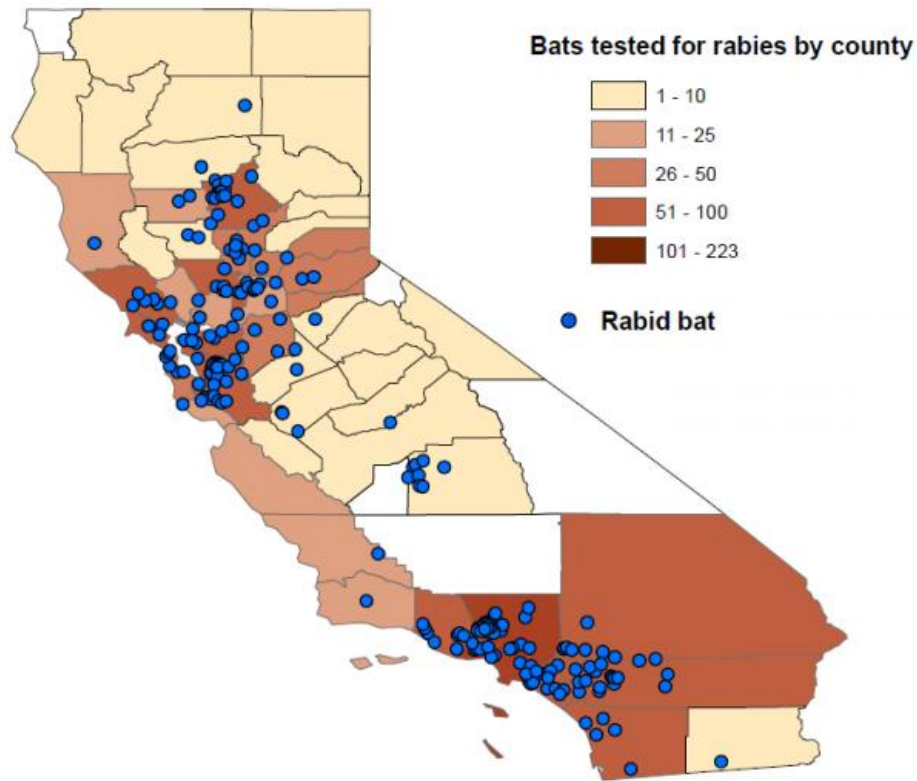 Bats tested for rabies by county
1 - 10
11 - 25
26 - 50
51 - 100
101 - 223
Rabid bat